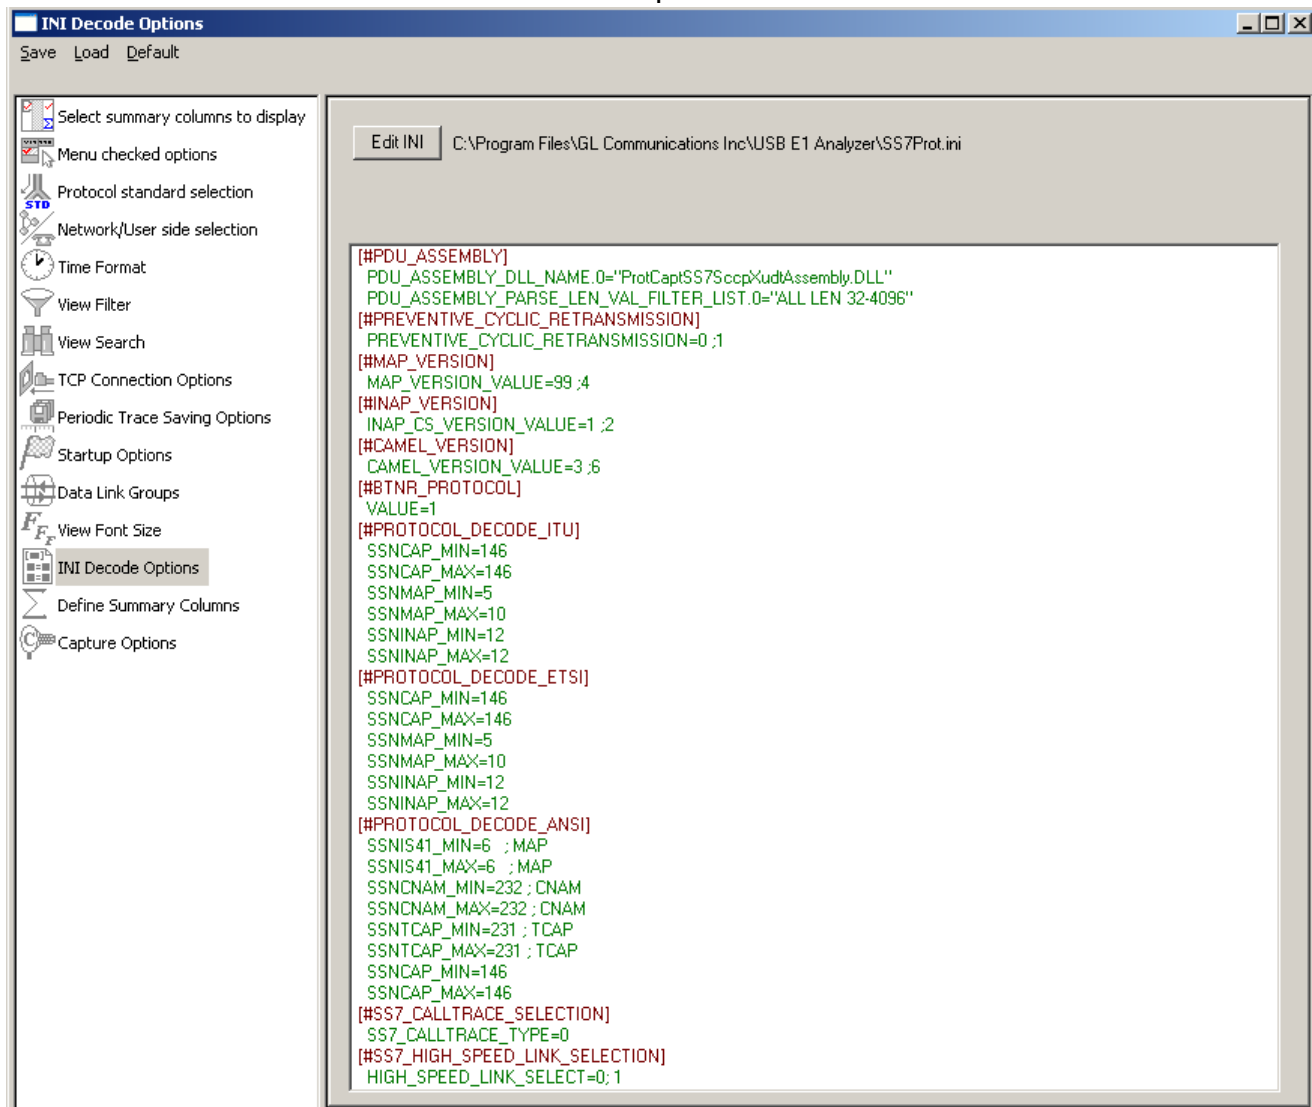 INI Decode Options
Save Load Default
Select summary columns to display
Menu checked options
Protocol standard selection
Network/User side selection
Time Format
View Filter
View Search
TCP Connection Options
Periodic Trace Saving Options
Startup Options
Data Link Groups
View Font Size
INI Decode Options
Define Summary Columns
Capture Options
Edit INI C:\Program Files\GL Communications Inc\USB E1 Analyzer\SS7Prot.ini
[#PDU_ASSEMBLY]
PDU_ASSEMBLY_DLL_NAME.0="ProtCaptSS7SccpXudtAssembly.DLL"
PDU_ASSEMBLY_PARSE_LEN_VAL_FILTER_LIST.0="ALL LEN 32-4096"
[#PREVENTIVE_CYCLIC_RETRANSMISSION]
PREVENTIVE_CYCLIC_RETRANSMISSION=0 ;1
[#MAP_VERSION]
MAP_VERSION_VALUE=99 ;4
[#INAP_VERSION]
INAP_CS_VERSION_VALUE=1 ;2
[#CAMEL_VERSION]
CAMEL_VERSION_VALUE=3 ;6
[#BTNR_PROTOCOL]
VALUE=1
[#PROTOCOL_DECODE_ITU]
SSNCAP_MIN=146
SSNCAP_MAX=146
SSNMAP_MIN=5
SSNMAP_MAX=10
SSNINAP_MIN=12
SSNINAP_MAX=12
[#PROTOCOL_DECODE_ETSI]
SSNCAP_MIN=146
SSNCAP_MAX=146
SSNMAP_MIN=5
SSNMAP_MAX=10
SSNINAP_MIN=12
SSNINAP_MAX=12
[#PROTOCOL_DECODE_ANSI]
SSNIS41_MIN=6 ; MAP
SSNIS41_MAX=6 ; MAP
SSNCNAM_MIN=232 ; CNAM
SSNCNAM_MAX=232 ; CNAM
SSNTCAP_MIN=231 ; TCAP
SSNTCAP_MAX=231 ; TCAP
SSNCAP_MIN=146
SSNCAP_MAX=146
[#SS7_CALLTRACE_SELECTION]
SS7_CALLTRACE_TYPE=0
[#SS7_HIGH_SPEED_LINK_SELECTION]
HIGH_SPEED_LINK_SELECT=0; 1